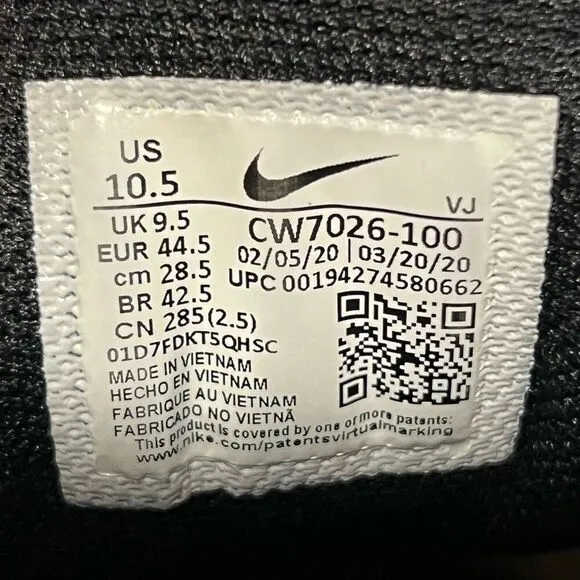 US
10.5
VJ
UK 9.5
EUR 44.5
cm 28.5
BR 42.5
CN 285(2.5)
CW7026-100
02/05/20 | 03/20/20
UPC 00194274580662
01D7FDKT5QHSC
MADE IN VIETNAM
HECHO EN VIETNAM
FABRIQUE AU VIETNAM
FABRICADO NO VIETNÃ
This product is covered by one or more patents:
www.nike.com/patentsvirtualmarking